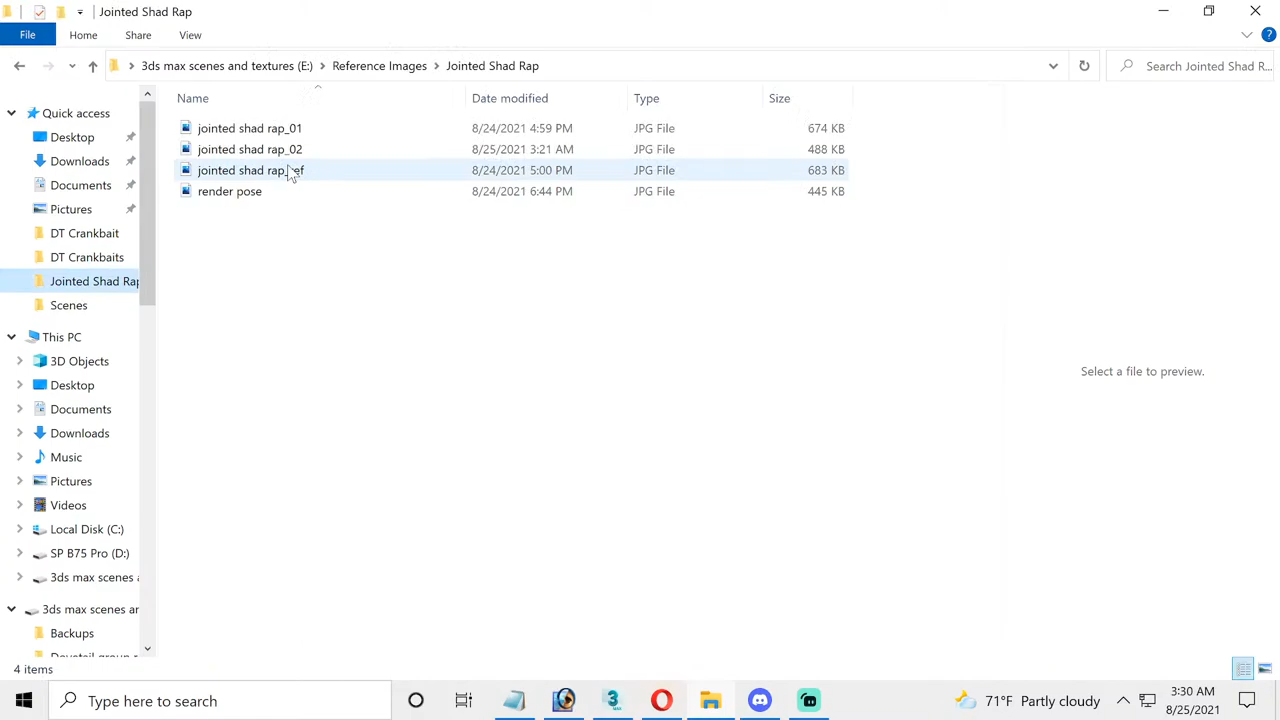 Jointed Shad Rap
File Home Share View
3ds max scenes and textures (E:) Reference Images Jointed Shad Rap Search Jointed Shad R...
Name Date modified Type Size
jointed shad rap_01 8/24/2021 4:59 PM JPG File 674 KB
jointed shad rap_02 8/25/2021 3:21 AM JPG File 488 KB
jointed shad rap_ref 8/24/2021 5:00 PM JPG File 683 KB
render pose 8/24/2021 6:44 PM JPG File 445 KB
Quick access
Desktop
Downloads
Documents
Pictures
DT Crankbait
DT Crankbaits
Jointed Shad Rap
Scenes
This PC
3D Objects
Desktop
Documents
Downloads
Music
Pictures
Videos
Local Disk (C:)
SP B75 Pro (D:)
3ds max scenes a
3ds max scenes ar
Backups
Select a file to preview.
4 items
Type here to search
71°F Partly cloudy
3:30 AM
8/25/2021